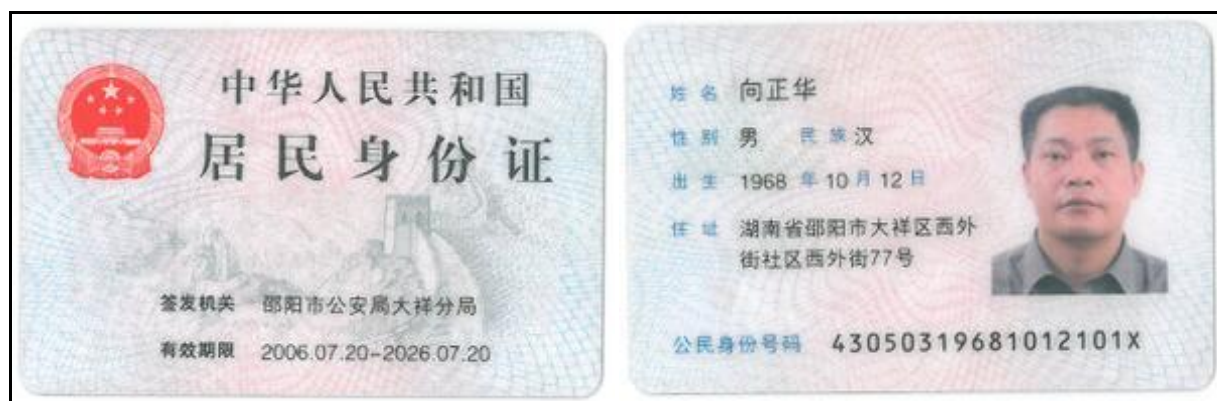 中华人民共和国
居民身份证
签发机关 邵阳市公安局大祥分局
有效期限 2006.07.20-2026.07.20
姓名 向正华
性别 男 民族 汉
出生 1968 年 10 月 12 日
住址 湖南省邵阳市大祥区西外
街社区西外街77号
公民身份号码 43050319681012101X